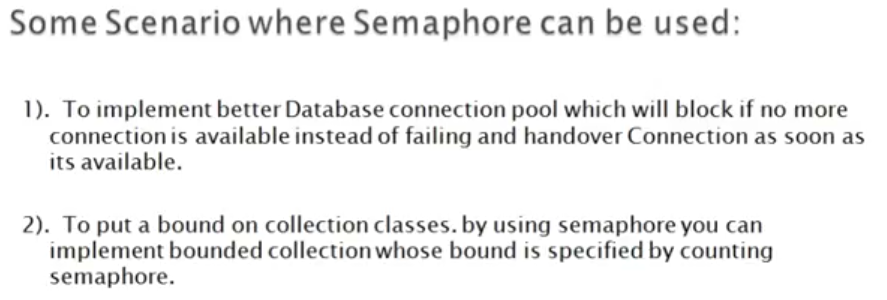 Some Scenario where Semaphore can be used:
1). To implement better Database connection pool which will block if no more
connection is available instead of failing and handover Connection as soon as
its available.
2). To put a bound on collection classes. by using semaphore you can
implement bounded collection whose bound is specified by counting
semaphore.